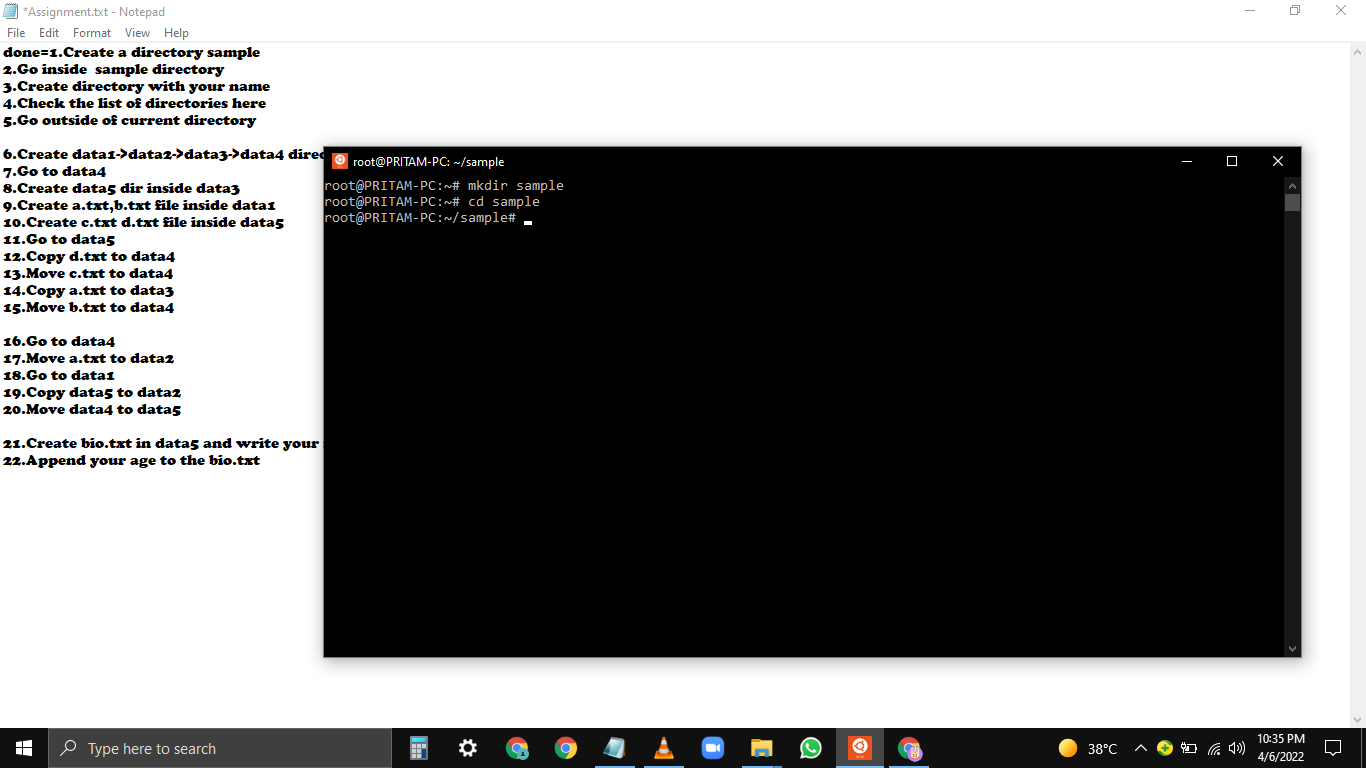 *Assignment.txt - Notepad
File Edit Format View Help
done=1.Create a directory sample
2.Go inside  sample directory
3.Create directory with your name
4.Check the list of directories here
5.Go outside of current directory
6.Create data1->data2->data3->data4
7.Go to data4
8.Create data5 dir inside data3
9.Create a.txt,b.txt file inside data1
10.Create c.txt d.txt file inside data5
11.Go to data5
12.Copy d.txt to data4
13.Move c.txt to data4
14.Copy a.txt to data3
15.Move b.txt to data4
16.Go to data4
17.Move a.txt to data2
18.Go to data1
19.Copy data5 to data2
20.Move data4 to data5
21.Create bio.txt in data5 and write your
22.Append your age to the bio.txt
root@PRITAM-PC: ~/sample
root@PRITAM-PC:~# mkdir sample
root@PRITAM-PC:~# cd sample
root@PRITAM-PC:~/sample#
Type here to search
38°C
10:35 PM
4/6/2022